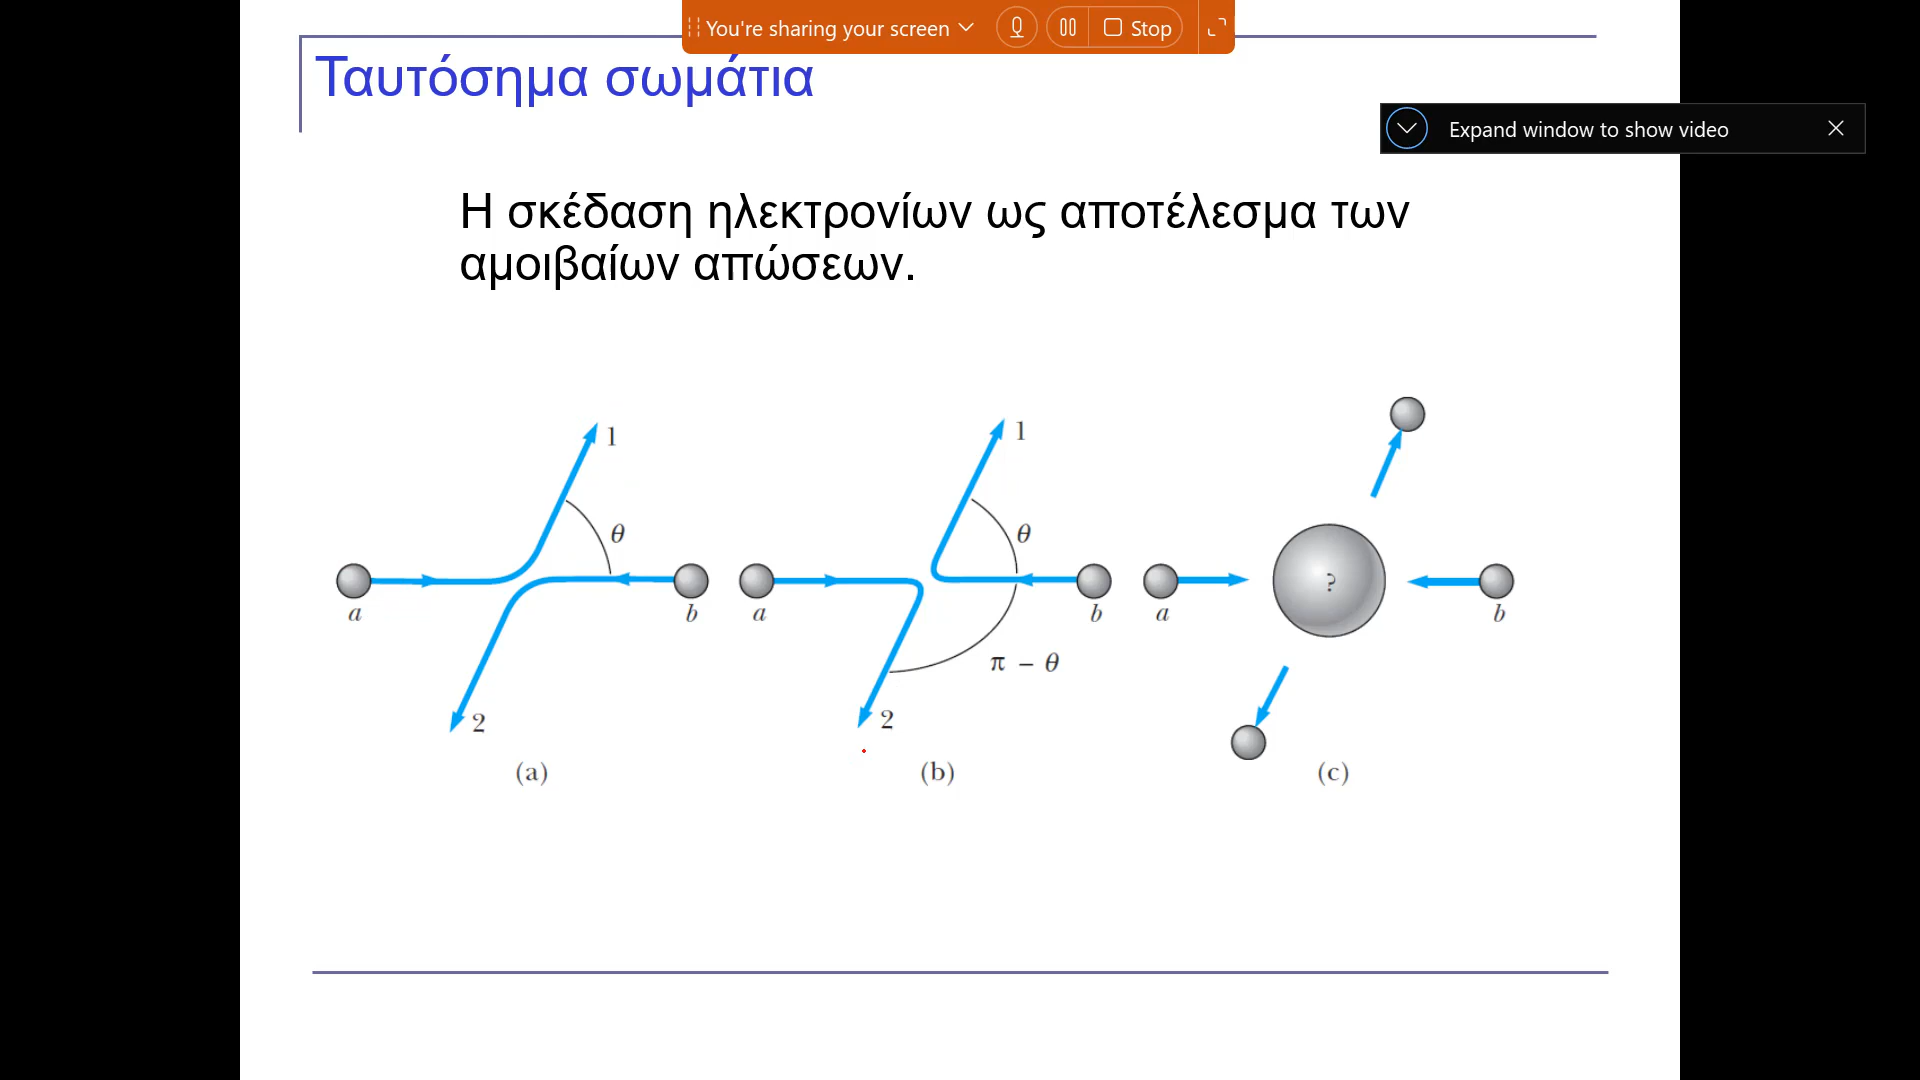 You're sharing your screen
Stop
Ταυτόσημα σωμάτια
Expand window to show video
Η σκέδαση ηλεκτρονίων ως αποτέλεσμα των
αμοιβαίων απώσεων.
1
θ
a
b
2
(a)
1
θ
a
b
π − θ
2
(b)
?
a
b
(c)